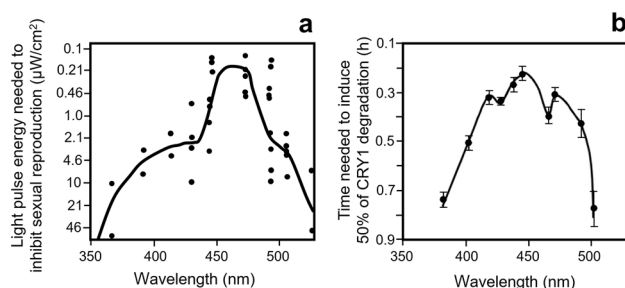 a
Light pulse energy needed to
inhibit sexual reproduction (μW/cm²)
0.1
0.21
0.46
1.0
2.1
4.6
10
21
46
350
400
450
500
Wavelength (nm)
b
Time needed to induce
50% of CRY1 degradation (h)
0.1
0.3
0.5
0.7
0.9
350
400
450
500
Wavelength (nm)